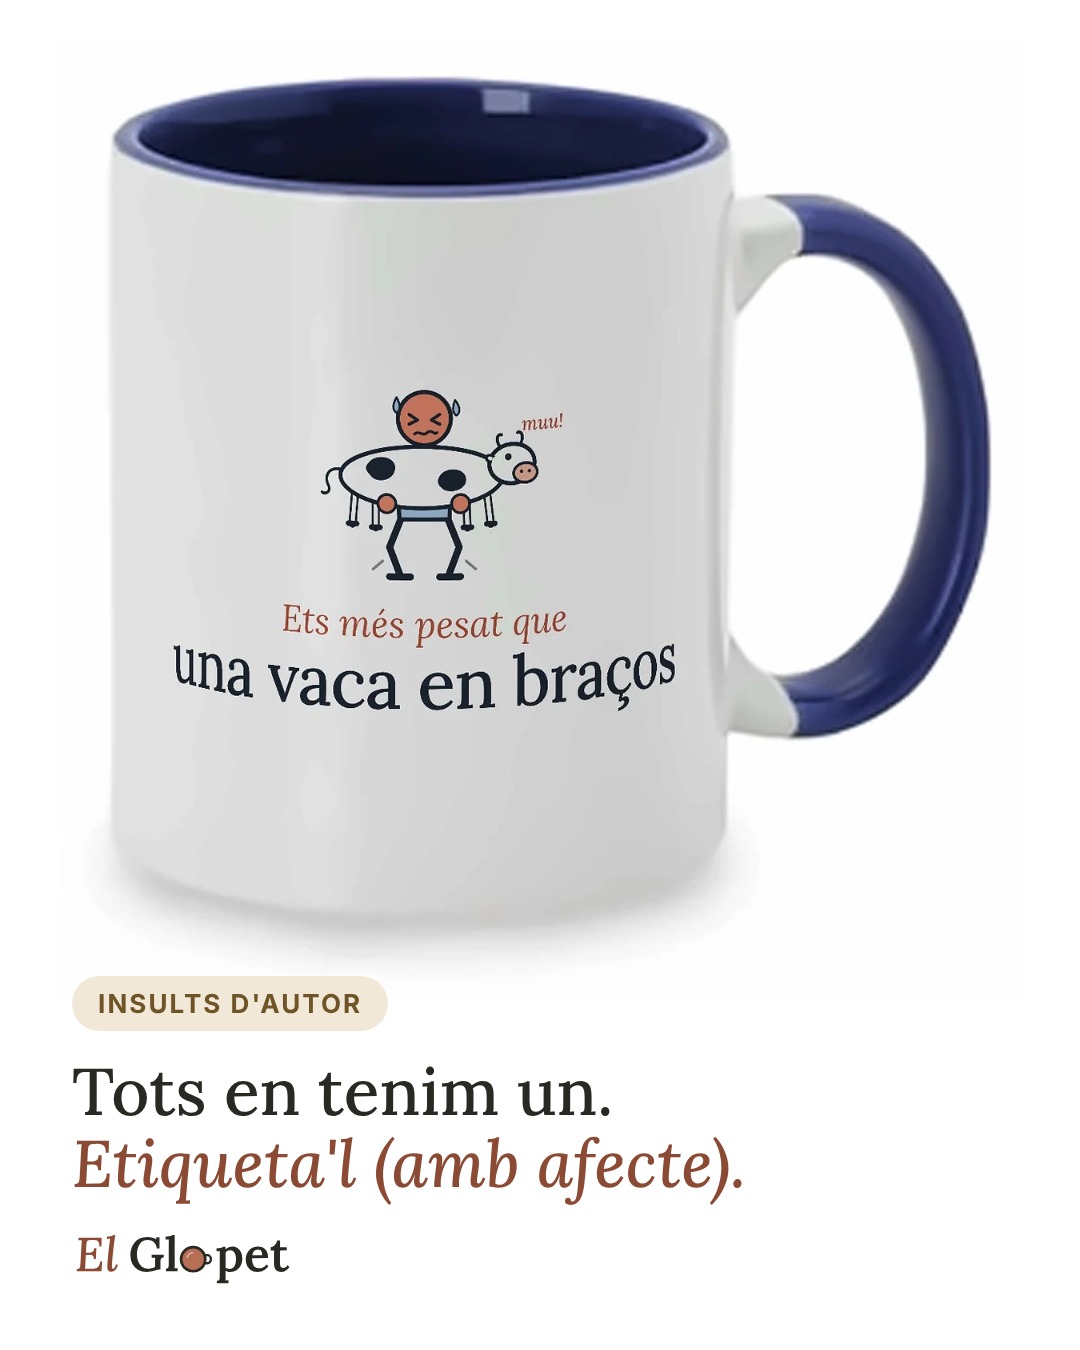 muu!
Ets més pesat que
una vaca en braços
INSULTS D'AUTOR
Tots en tenim un.
Etiqueta'l (amb afecte).
El Glopet